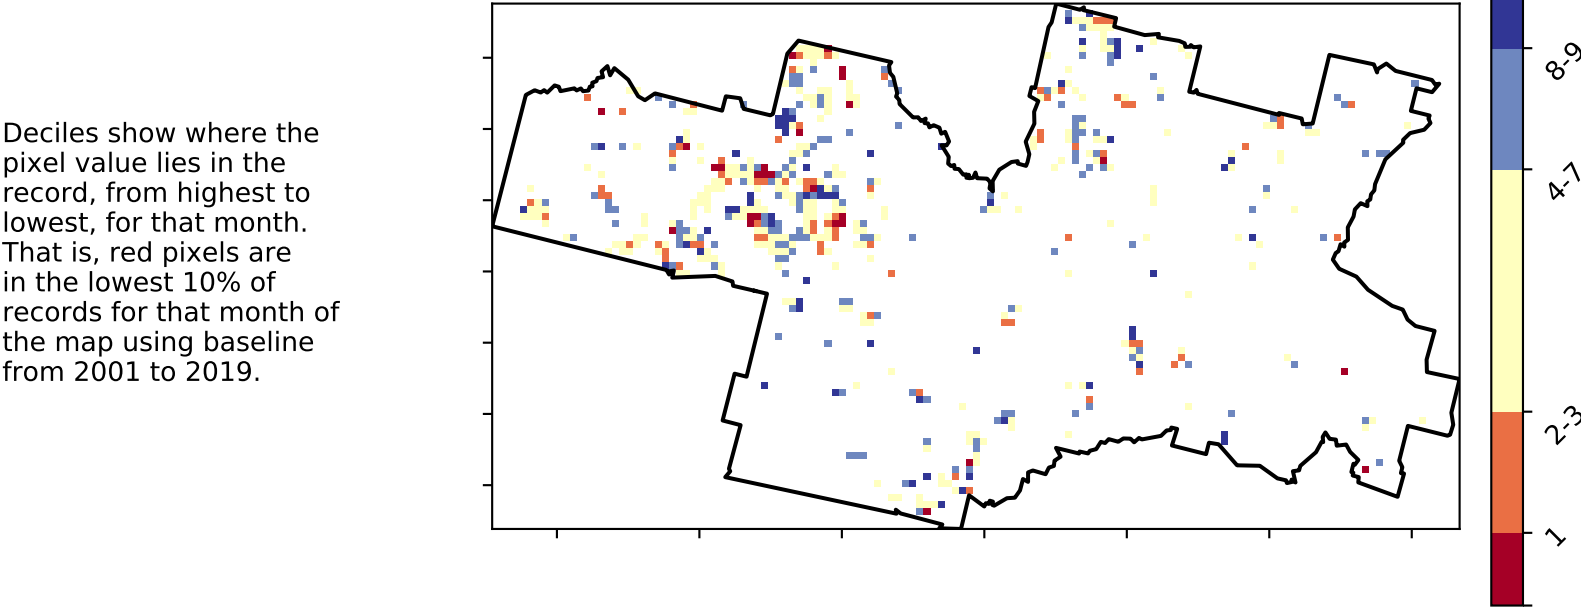 Deciles show where the
pixel value lies in the
record, from highest to
lowest, for that month.
That is, red pixels are
in the lowest 10% of
records for that month of
the map using baseline
from 2001 to 2019.
8-9
4-7
2-3
1